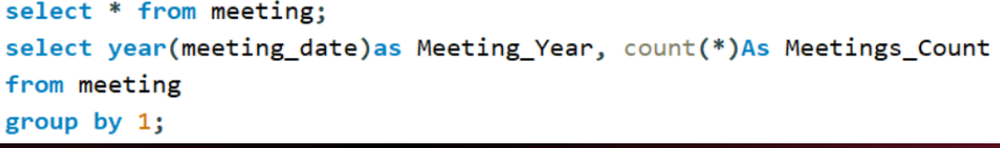 select * from meeting;
select year(meeting_date)as Meeting_Year, count(*)As Meetings_Count
from meeting
group by 1;